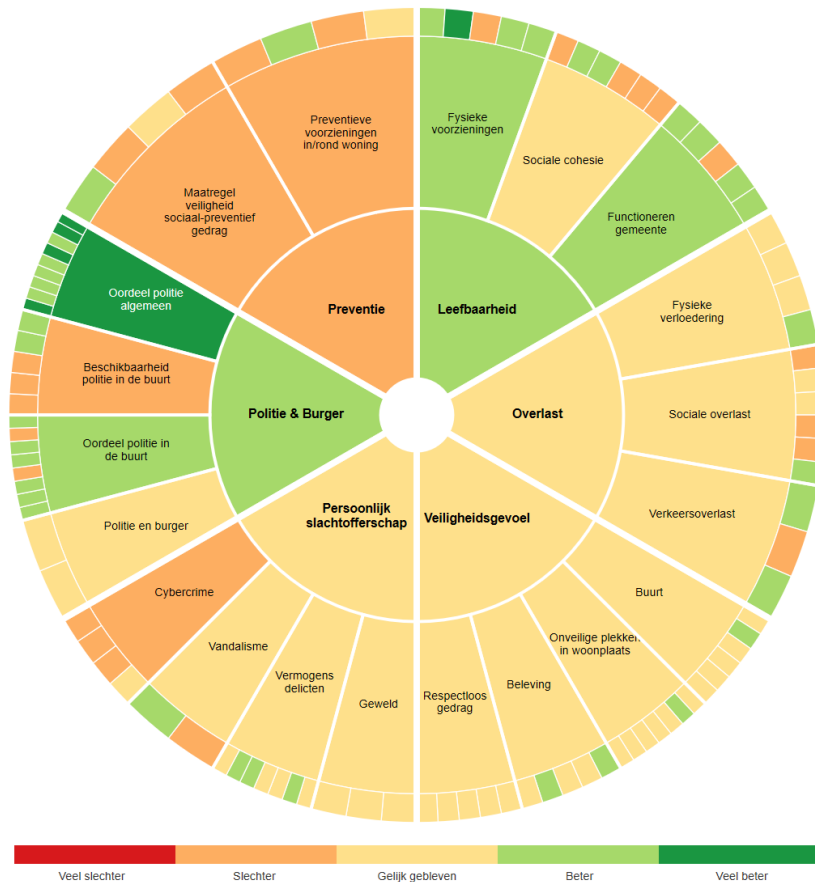 Preventieve
voorzieningen
in/rond woning
Fysieke
voorzieningen
Sociale cohesie
Maatregel
veiligheid
sociaal-preventief
gedrag
Functioneren
gemeente
Oordeel politie
algemeen
Preventie
Leefbaarheid
Fysieke
verloedering
Beschikbaarheid
politie in de buurt
Politie & Burger
Overlast
Sociale overlast
Oordeel politie in
de buurt
Persoonlijk
slachtofferschap
Veiligheidsgevoel
Verkeersoverlast
Politie en burger
Cybercrime
Buurt
Vandalisme
Onveilige plekken
in woonplaats
Vermogens
delicten
Geweld
Respectloos
gedrag
Beleving
Veel slechter
Slechter
Gelijk gebleven
Beter
Veel beter